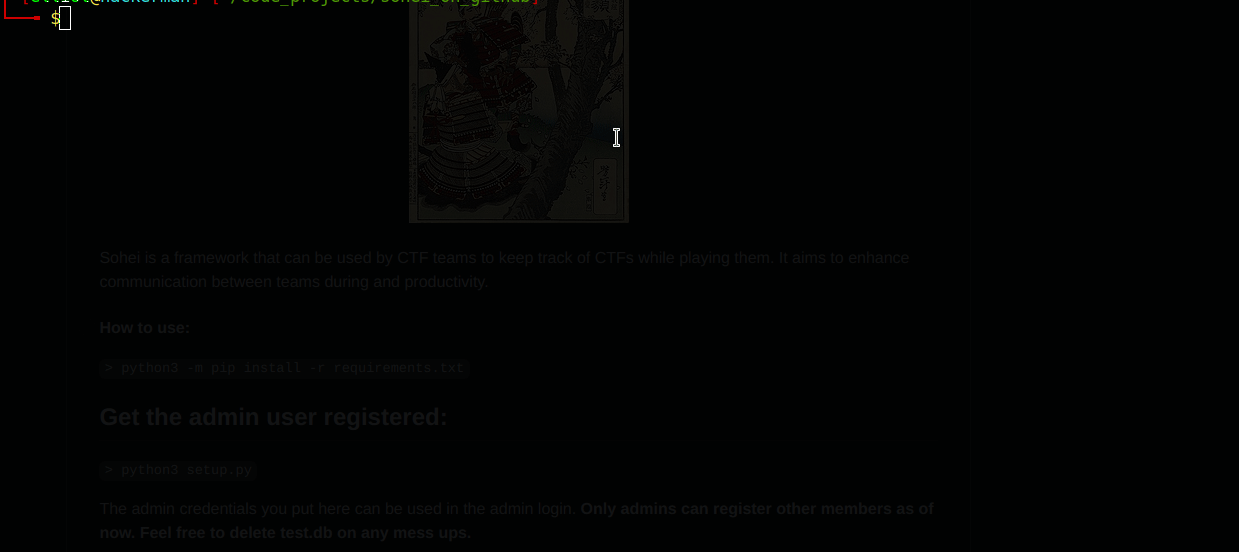 [elliot@hackerman] [~/code_projects/sohei_on_github]
$
Sohei is a framework that can be used by CTF teams to keep track of CTFs while playing them. It aims to enhance
communication between teams during and productivity.
How to use:
> python3 -m pip install -r requirements.txt
Get the admin user registered:
> python3 setup.py
The admin credentials you put here can be used in the admin login. Only admins can register other members as of
now. Feel free to delete test.db on any mess ups.